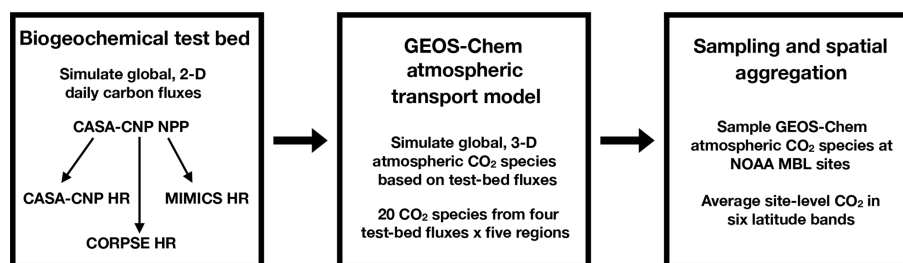 Biogeochemical test bed
Simulate global, 2-D
daily carbon fluxes
CASA-CNP NPP
CASA-CNP HR
MIMICS HR
CORPSE HR
GEOS-Chem
atmospheric
transport model
Simulate global, 3-D
atmospheric CO₂ species
based on test-bed fluxes
20 CO₂ species from four
test-bed fluxes x five regions
Sampling and spatial
aggregation
Sample GEOS-Chem
atmospheric CO₂ species at
NOAA MBL sites
Average site-level CO₂ in
six latitude bands